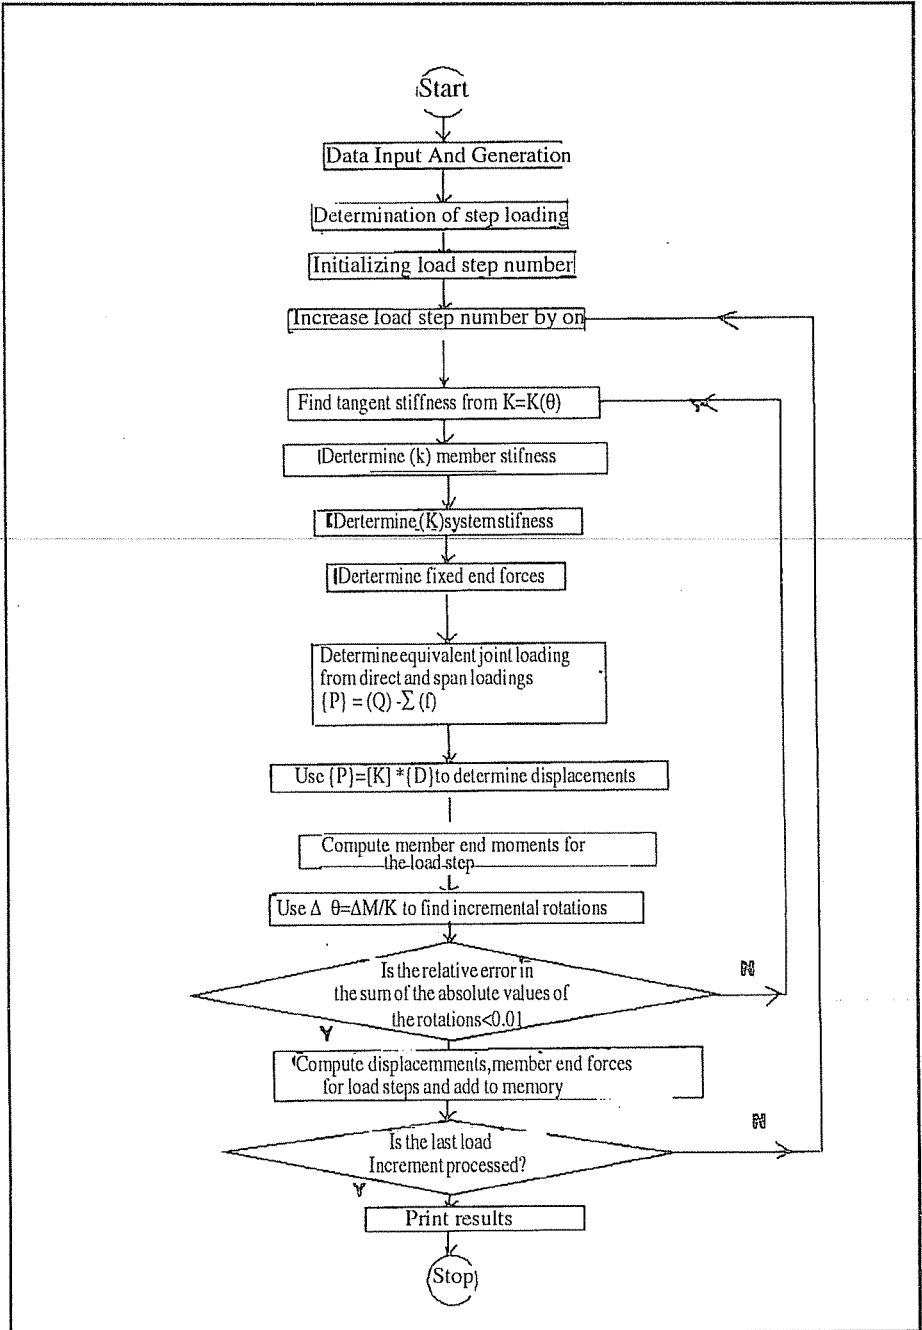 Start
Data Input And Generation
Determination of step loading
Initializing load step number
Increase load step number by on
Find tangent stiffness from K=K(θ)
Dertermine (k) member stifness
Dertermine (K) system stifness
Dertermine fixed end forces
Determine equivalent joint loading
from direct and span loadings
{P} = (Q) -Σ (f)
Use {P}=[K] *{D} to determine displacements
Compute member end moments for
the load step
Use Δ θ=ΔM/K to find incremental rotations
Is the relative error in
the sum of the absolute values of
the rotations<0.01
N
Y
Compute displacemments,member end forces
for load steps and add to memory
Is the last load
Increment processed?
N
Y
Print results
Stop